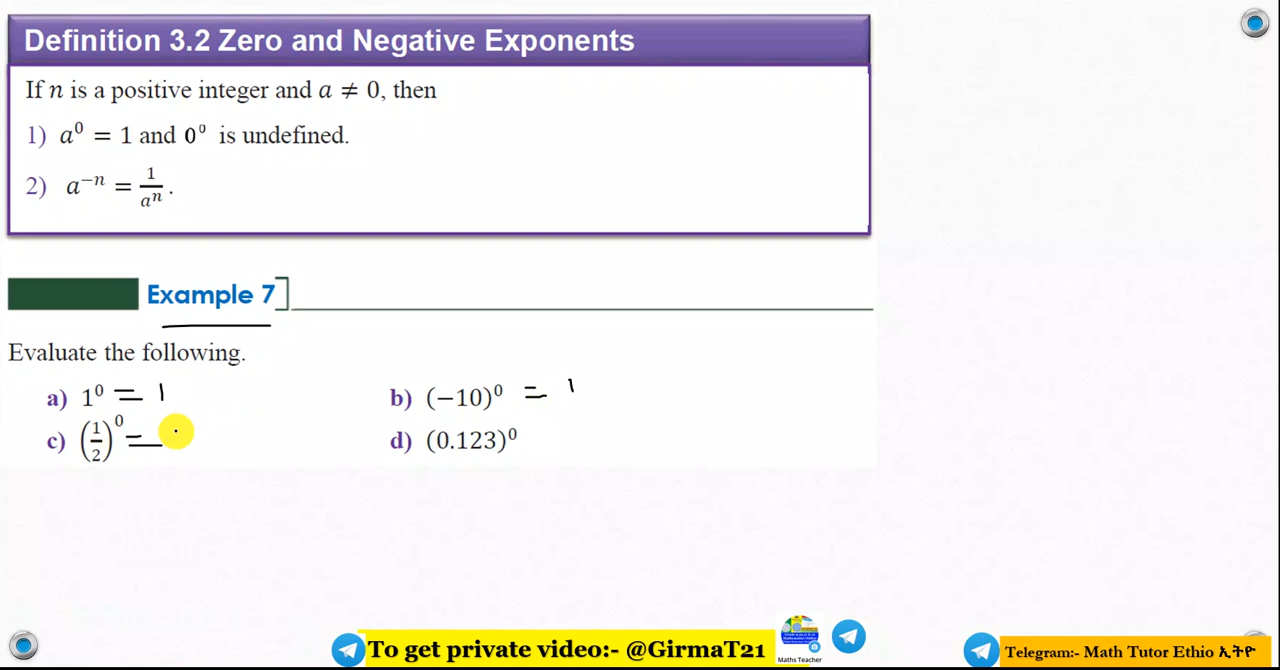 Definition 3.2 Zero and Negative Exponents
If n is a positive integer and a ≠ 0, then
1) a⁰ = 1 and 0⁰ is undefined.
2) a⁻ⁿ = 1/aⁿ.
Example 7
Evaluate the following.
a) 1⁰ = 1 b) (−10)⁰ = 1
c) (1/2)⁰ = d) (0.123)⁰
To get private video:- @GirmaT21
Maths Teacher
Telegram:- Math Tutor Ethio ኢትዮ